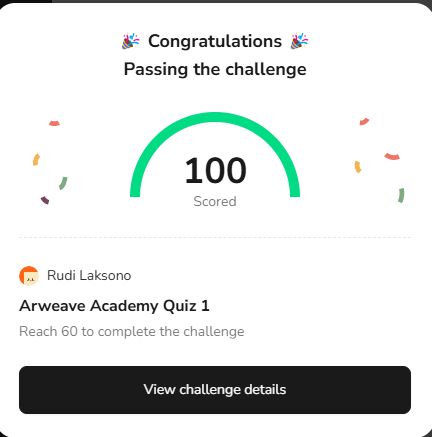 🎉 Congratulations 🎉
Passing the challenge
100
Scored
Rudi Laksono
Arweave Academy Quiz 1
Reach 60 to complete the challenge
View challenge details